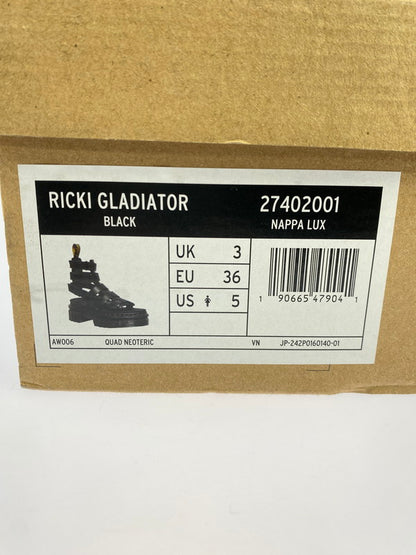 RICKI GLADIATOR
BLACK
27402001
NAPPA LUX
UK 3
EU 36
US 5
1 90665 47904 1
AW006 QUAD NEOTERIC VN JP-242P0160140-01